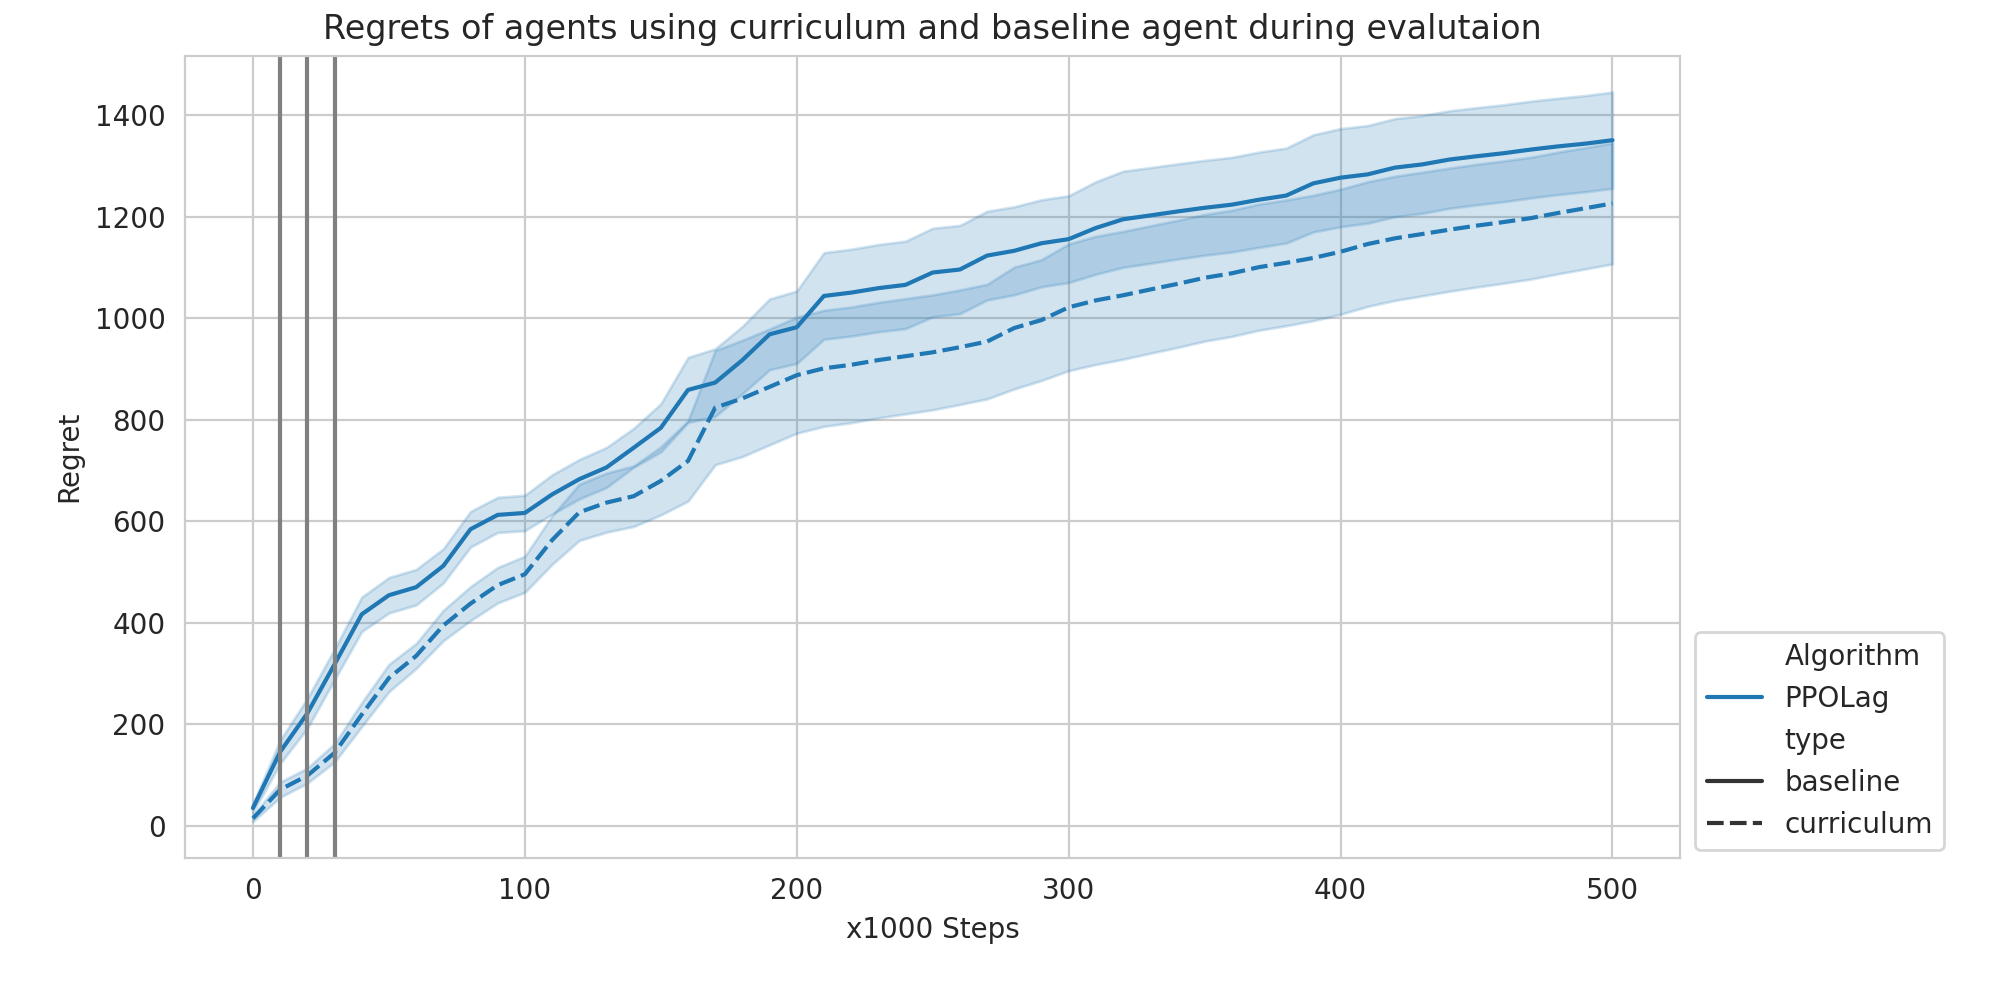 Regrets of agents using curriculum and baseline agent during evalutaion
1400
1200
1000
800
600
400
200
0
Regret
0 100 200 300 400 500
x1000 Steps
Algorithm
PPOLag
type
baseline
curriculum